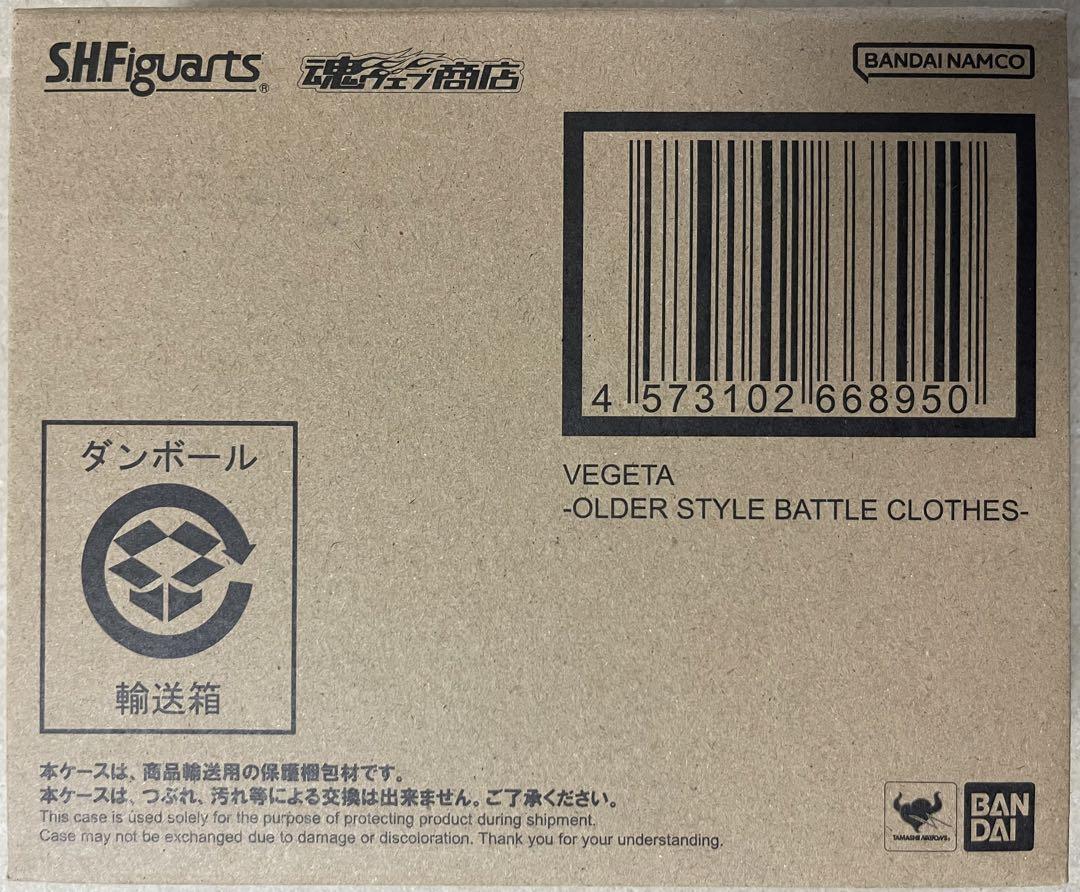 S.H.Figuarts®
魂ウェブ商店
BANDAI NAMCO
4 573102 668950
VEGETA
-OLDER STYLE BATTLE CLOTHES-
ダンボール
輸送箱
本ケースは、商品輸送用の保護梱包材です。
本ケースは、つぶれ、汚れ等による交換は出来ません。ご了承ください。
This case is used solely for the purpose of protecting product during shipment.
Case may not be exchanged due to damage or discoloration. Thank you for your understanding.
TAMASHII NATIONS®
BAN
DAI